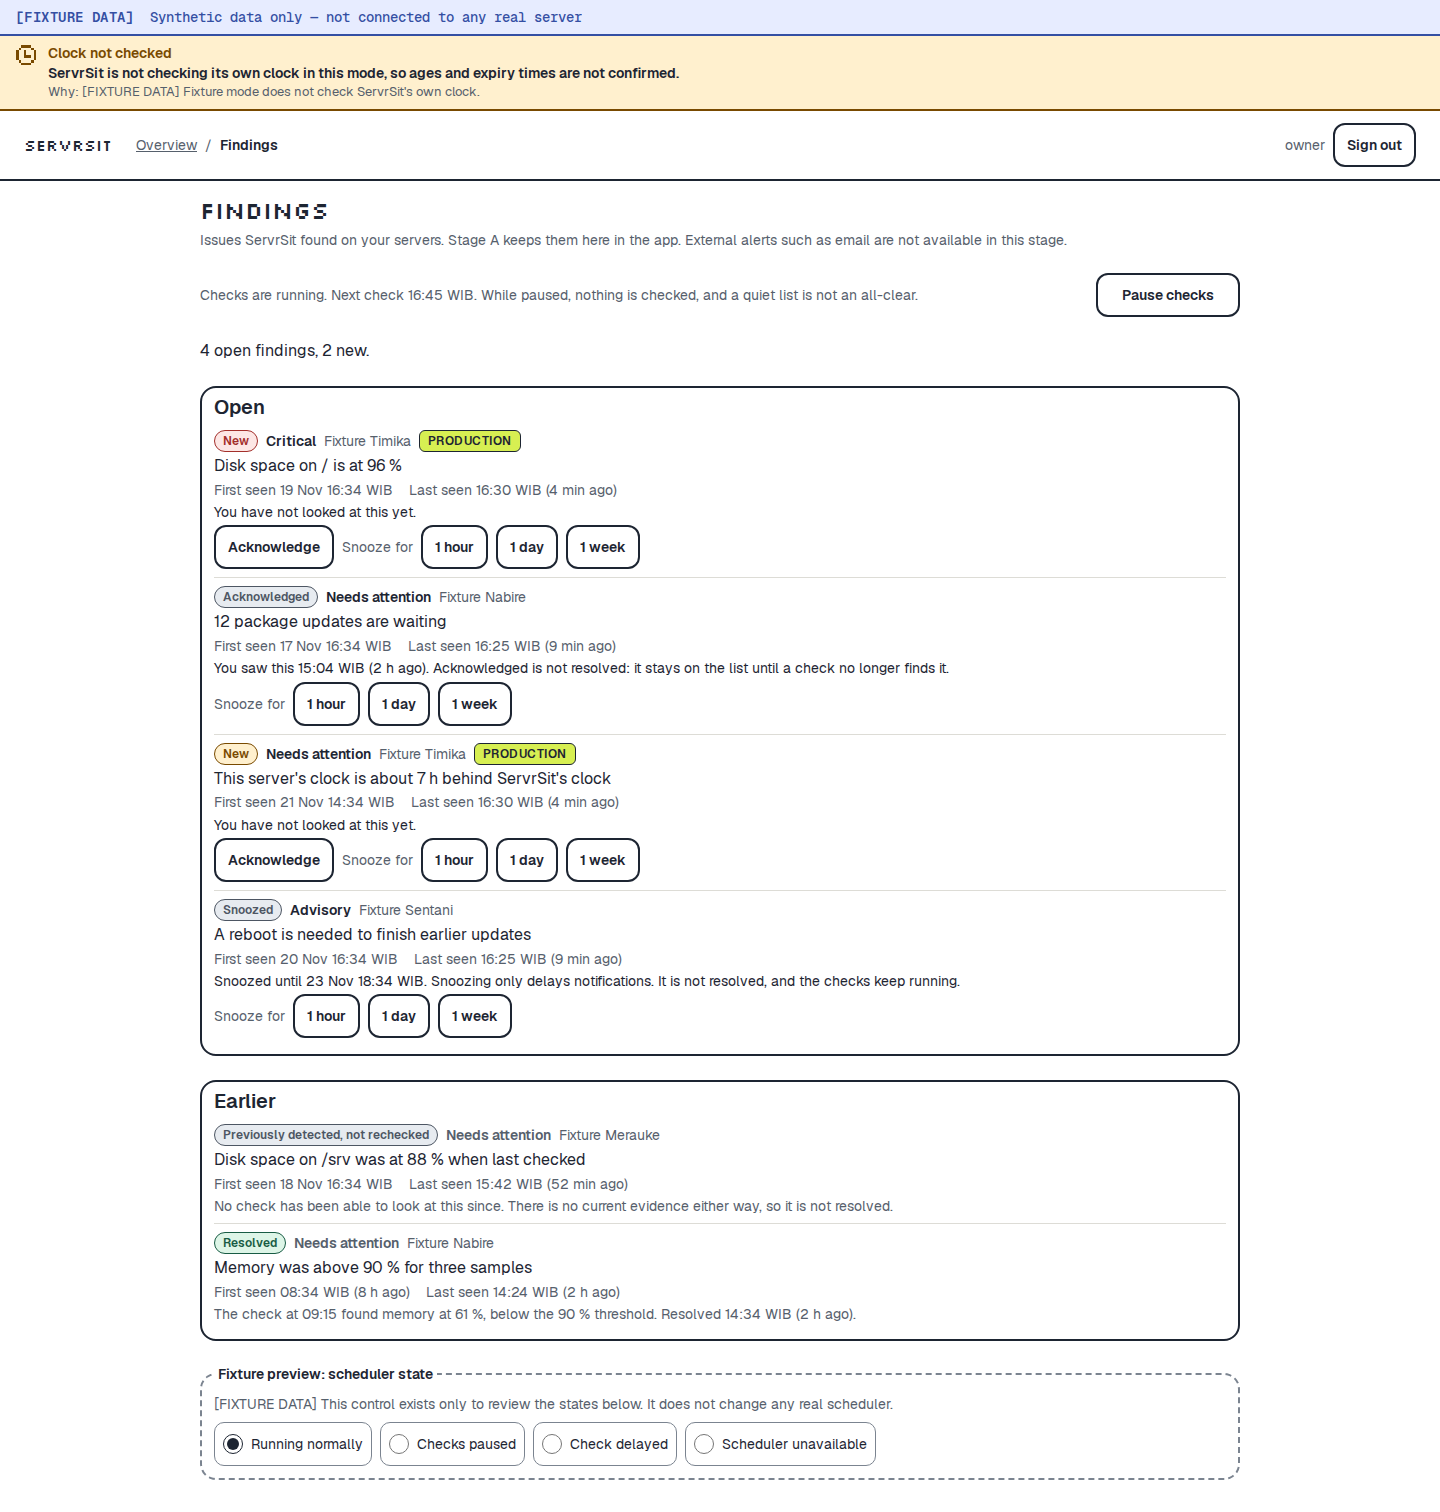 [FIXTURE DATA] Synthetic data only — not connected to any real server
Clock not checked
ServrSit is not checking its own clock in this mode, so ages and expiry times are not confirmed.
Why: [FIXTURE DATA] Fixture mode does not check ServrSit's own clock.
SERVRSIT Overview / Findings owner Sign out
FINDINGS
Issues ServrSit found on your servers. Stage A keeps them here in the app. External alerts such as email are not available in this stage.
Checks are running. Next check 16:45 WIB. While paused, nothing is checked, and a quiet list is not an all-clear. Pause checks
4 open findings, 2 new.
Open
New Critical Fixture Timika PRODUCTION
Disk space on / is at 96 %
First seen 19 Nov 16:34 WIB Last seen 16:30 WIB (4 min ago)
You have not looked at this yet.
Acknowledge Snooze for 1 hour 1 day 1 week
Acknowledged Needs attention Fixture Nabire
12 package updates are waiting
First seen 17 Nov 16:34 WIB Last seen 16:25 WIB (9 min ago)
You saw this 15:04 WIB (2 h ago). Acknowledged is not resolved: it stays on the list until a check no longer finds it.
Snooze for 1 hour 1 day 1 week
New Needs attention Fixture Timika PRODUCTION
This server's clock is about 7 h behind ServrSit's clock
First seen 21 Nov 14:34 WIB Last seen 16:30 WIB (4 min ago)
You have not looked at this yet.
Acknowledge Snooze for 1 hour 1 day 1 week
Snoozed Advisory Fixture Sentani
A reboot is needed to finish earlier updates
First seen 20 Nov 16:34 WIB Last seen 16:25 WIB (9 min ago)
Snoozed until 23 Nov 18:34 WIB. Snoozing only delays notifications. It is not resolved, and the checks keep running.
Snooze for 1 hour 1 day 1 week
Earlier
Previously detected, not rechecked Needs attention Fixture Merauke
Disk space on /srv was at 88 % when last checked
First seen 18 Nov 16:34 WIB Last seen 15:42 WIB (52 min ago)
No check has been able to look at this since. There is no current evidence either way, so it is not resolved.
Resolved Needs attention Fixture Nabire
Memory was above 90 % for three samples
First seen 08:34 WIB (8 h ago) Last seen 14:24 WIB (2 h ago)
The check at 09:15 found memory at 61 %, below the 90 % threshold. Resolved 14:34 WIB (2 h ago).
Fixture preview: scheduler state
[FIXTURE DATA] This control exists only to review the states below. It does not change any real scheduler.
Running normally Checks paused Check delayed Scheduler unavailable